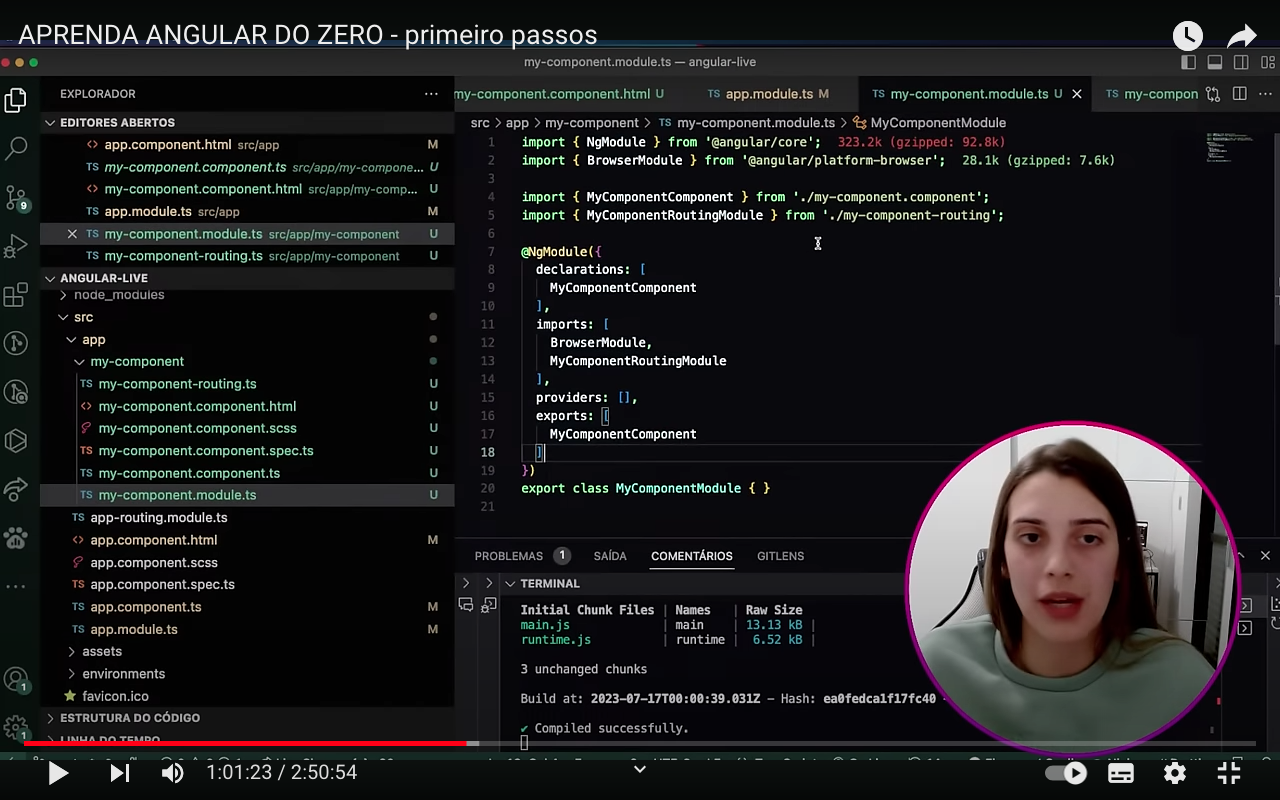 APRENDA ANGULAR DO ZERO - primeiro passos
my-component.module.ts — angular-live
EXPLORADOR
EDITORES ABERTOS
app.component.html src/app M
my-component.component.ts src/app/my-compone... U
my-component.component.html src/app/my-comp... U
app.module.ts src/app M
my-component.module.ts src/app/my-component U
my-component-routing.ts src/app/my-component U
ANGULAR-LIVE
node_modules
src
app
my-component
TS my-component-routing.ts U
my-component.component.html U
my-component.component.scss U
TS my-component.component.spec.ts U
TS my-component.component.ts U
TS my-component.module.ts U
TS app-routing.module.ts
app.component.html M
app.component.scss
TS app.component.spec.ts
TS app.component.ts M
TS app.module.ts M
assets
environments
favicon.ico
ESTRUTURA DO CÓDIGO
LINHA DO TEMPO
9
1
1
my-component.component.html U TS app.module.ts M TS my-component.module.ts U TS my-compon
src > app > my-component > TS my-component.module.ts > MyComponentModule
1 import { NgModule } from '@angular/core'; 323.2k (gzipped: 92.8k)
2 import { BrowserModule } from '@angular/platform-browser'; 28.1k (gzipped: 7.6k)
3
4 import { MyComponentComponent } from './my-component.component';
5 import { MyComponentRoutingModule } from './my-component-routing';
6
7 @NgModule({
8 declarations: [
9 MyComponentComponent
10 ],
11 imports: [
12 BrowserModule,
13 MyComponentRoutingModule
14 ],
15 providers: [],
16 exports: [
17 MyComponentComponent
18 ]
19 })
20 export class MyComponentModule { }
21
PROBLEMAS 1 SAÍDA COMENTÁRIOS GITLENS
TERMINAL
Initial Chunk Files | Names | Raw Size
main.js | main | 13.13 kB |
runtime.js | runtime | 6.52 kB |
3 unchanged chunks
Build at: 2023-07-17T00:00:39.031Z - Hash: ea0fedca1f17fc40 -
✔ Compiled successfully.
1:01:23 / 2:50:54